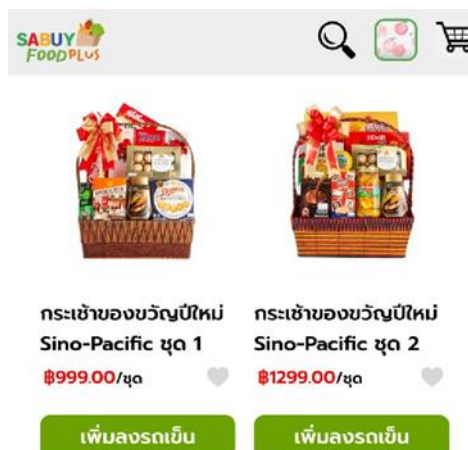 SABUY
FOODPLUS
กระเช้าของขวัญปีใหม่
Sino-Pacific ชุด 1
฿999.00/ชุด
เพิ่มลงรถเข็น
กระเช้าของขวัญปีใหม่
Sino-Pacific ชุด 2
฿1299.00/ชุด
เพิ่มลงรถเข็น